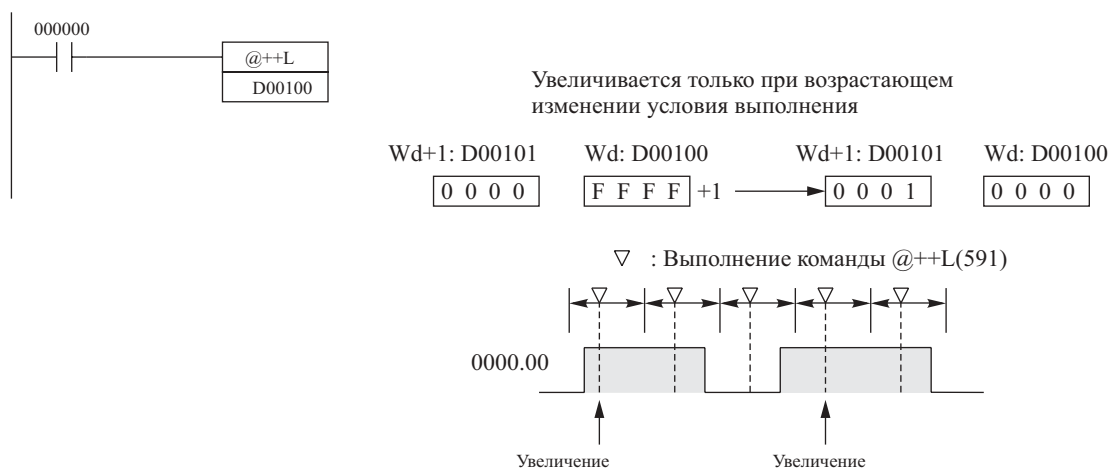 000000
@++L
D00100
Увеличивается только при возрастающем
изменении условия выполнения
Wd+1: D00101 Wd: D00100 Wd+1: D00101 Wd: D00100
0 0 0 0 F F F F +1 0 0 0 1 0 0 0 0
: Выполнение команды @++L(591)
0000.00
Увеличение Увеличение